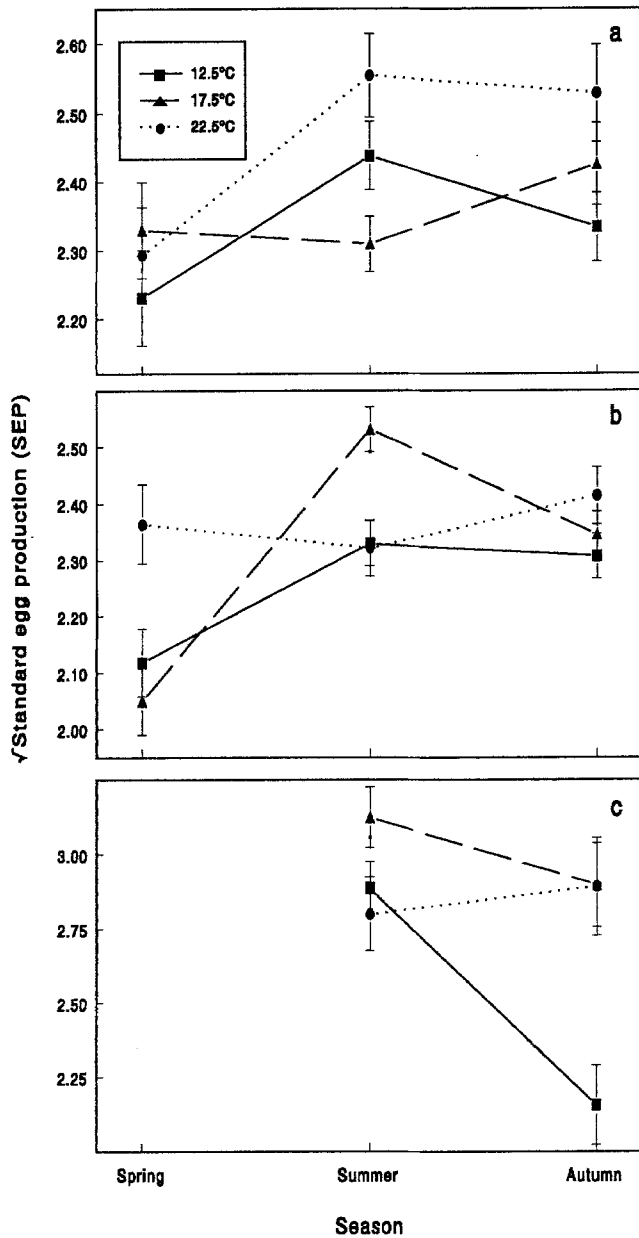 a
2.60
2.50
2.40
2.30
2.20
12.5°C
17.5°C
22.5°C
b
2.50
2.40
2.30
2.20
2.10
2.00
c
3.00
2.75
2.50
2.25
√Standard egg production (SEP)
Spring Summer Autumn
Season